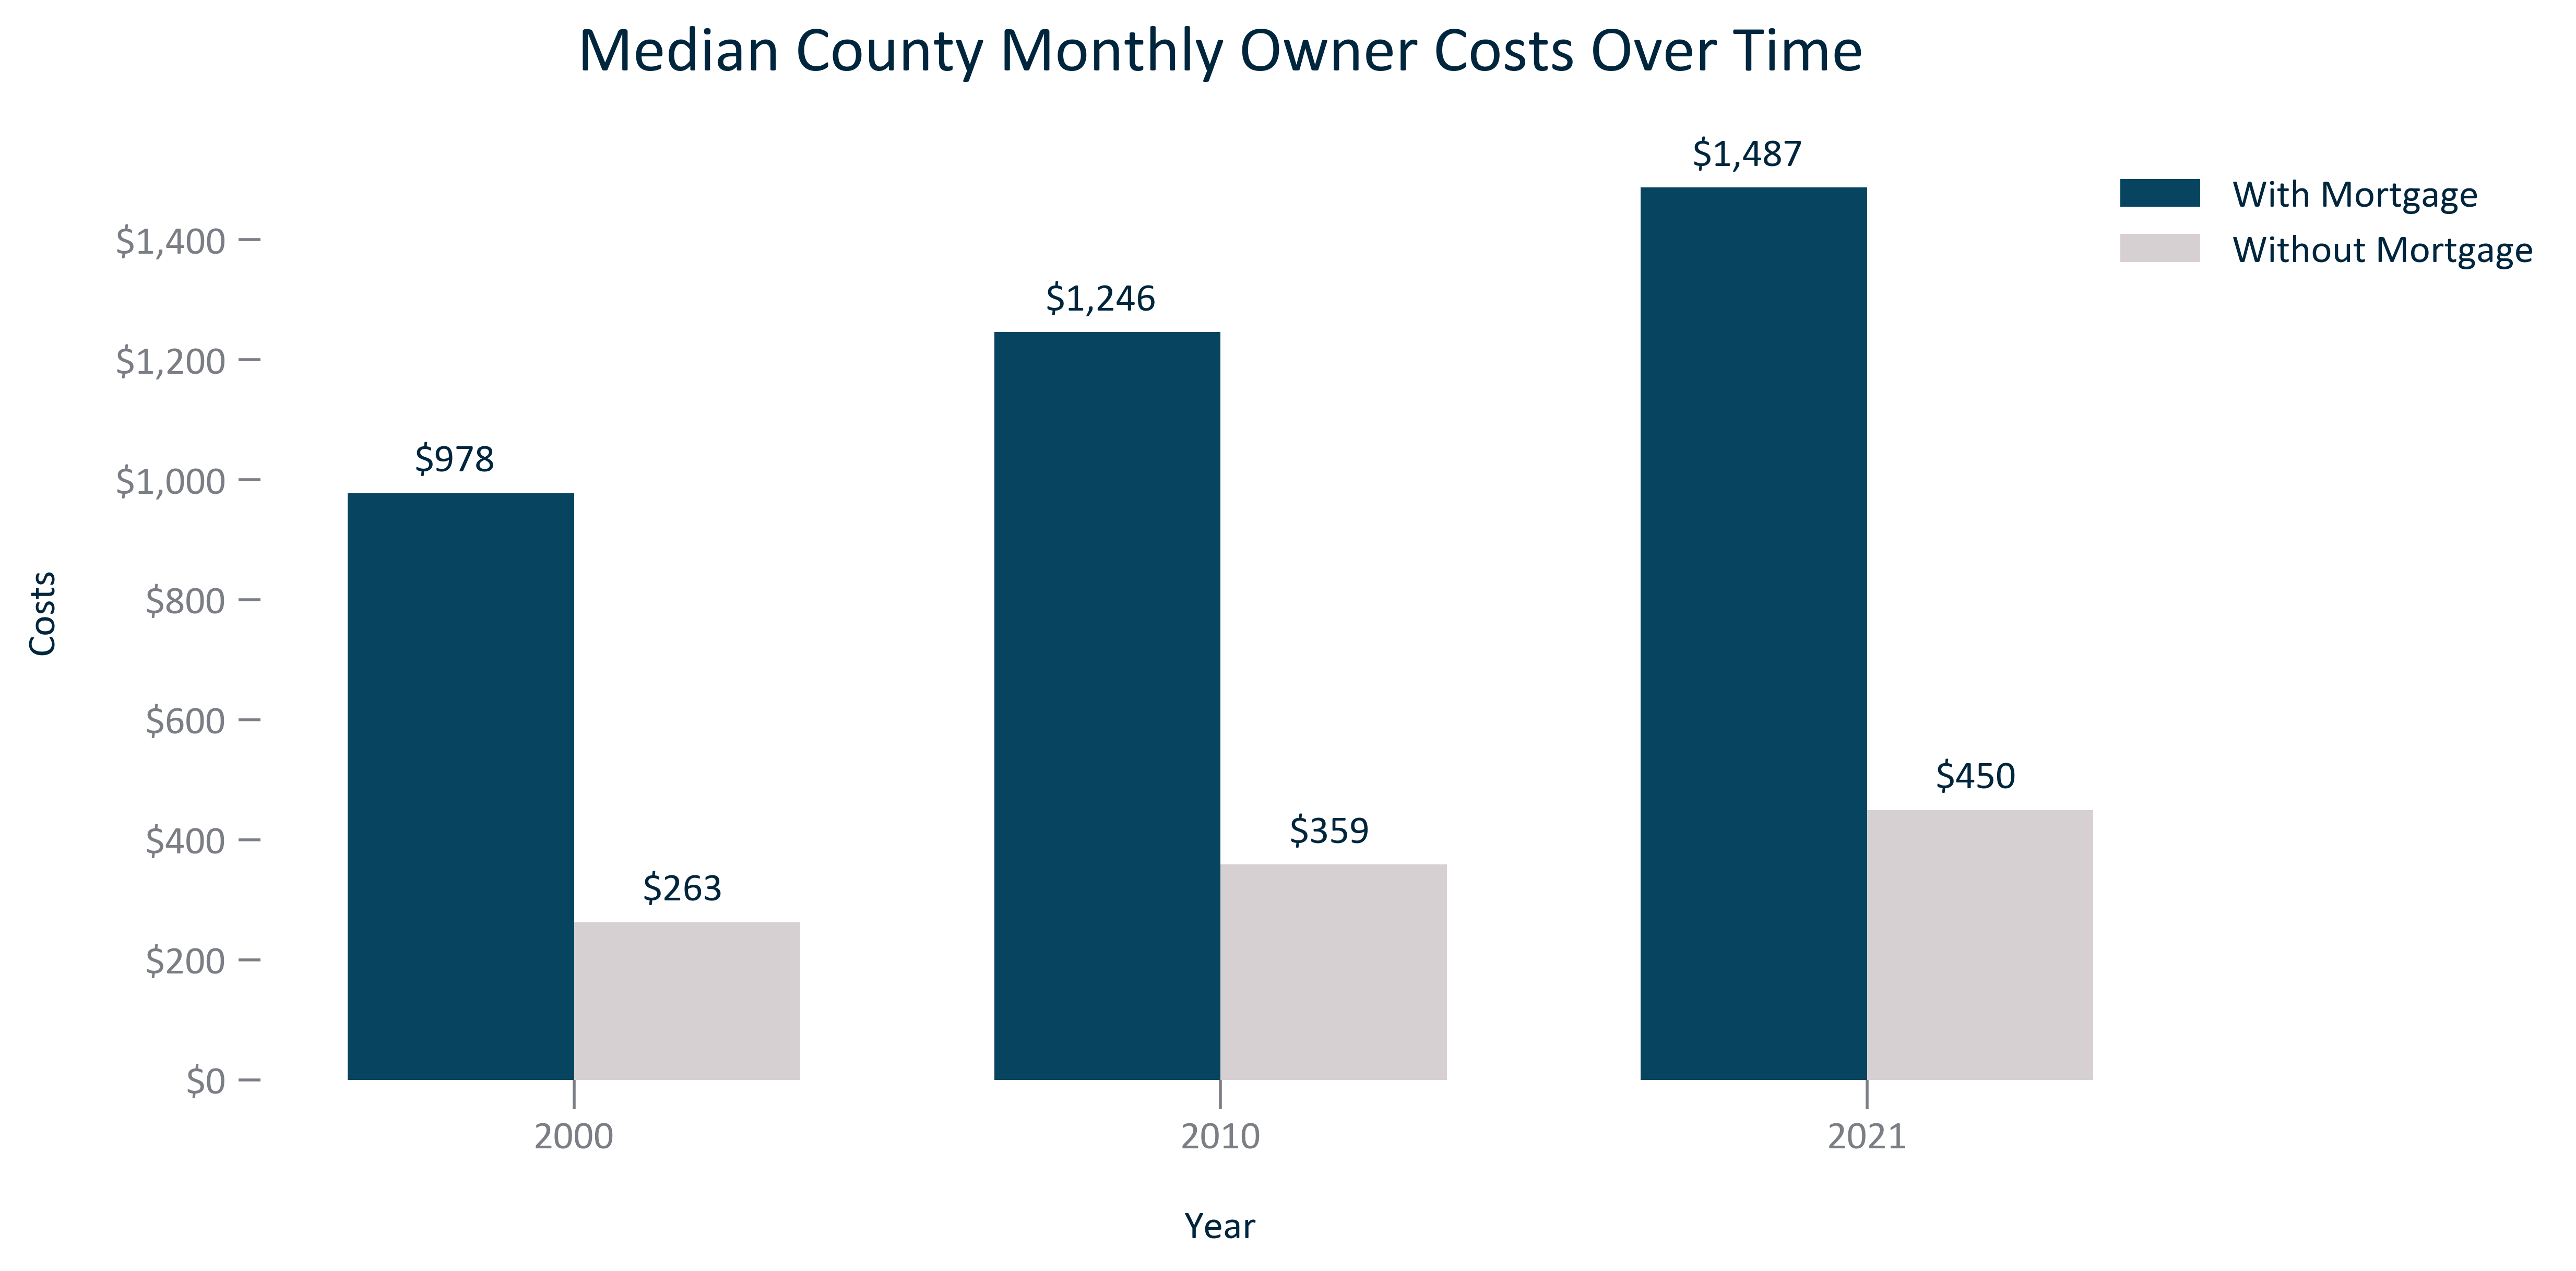 Median County Monthly Owner Costs Over Time
$1,487
With Mortgage
Without Mortgage
$1,400
$1,246
$1,200
$978
$1,000
$800
Costs
$600
$450
$400
$359
$263
$200
$0
2000 2010 2021
Year